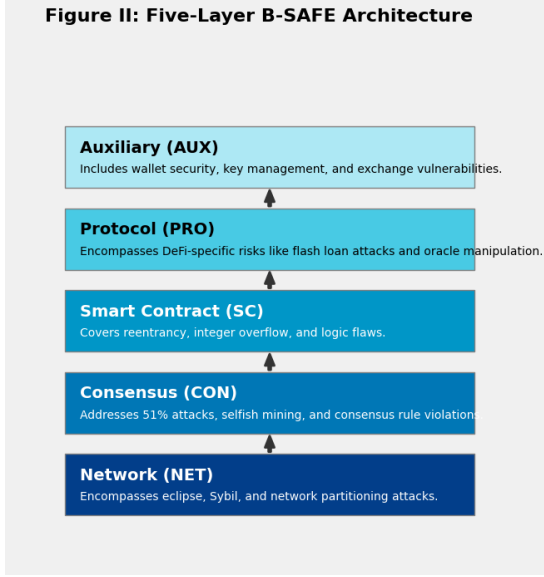 Figure II: Five-Layer B-SAFE Architecture
Auxiliary (AUX)
Includes wallet security, key management, and exchange vulnerabilities.
Protocol (PRO)
Encompasses DeFi-specific risks like flash loan attacks and oracle manipulation.
Smart Contract (SC)
Covers reentrancy, integer overflow, and logic flaws.
Consensus (CON)
Addresses 51% attacks, selfish mining, and consensus rule violations
Network (NET)
Encompasses eclipse, Sybil, and network partitioning attacks.